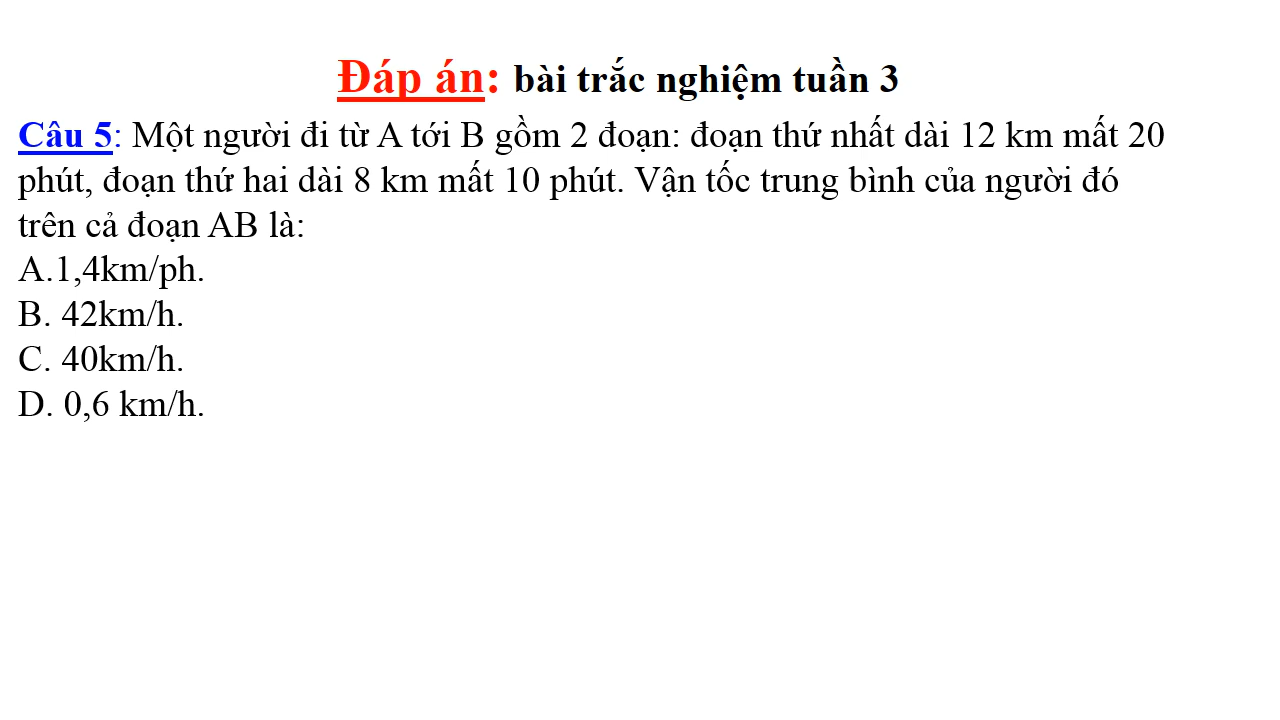 Đáp án: bài trắc nghiệm tuần 3
Câu 5: Một người đi từ A tới B gồm 2 đoạn: đoạn thứ nhất dài 12 km mất 20
phút, đoạn thứ hai dài 8 km mất 10 phút. Vận tốc trung bình của người đó
trên cả đoạn AB là:
A.1,4km/ph.
B. 42km/h.
C. 40km/h.
D. 0,6 km/h.